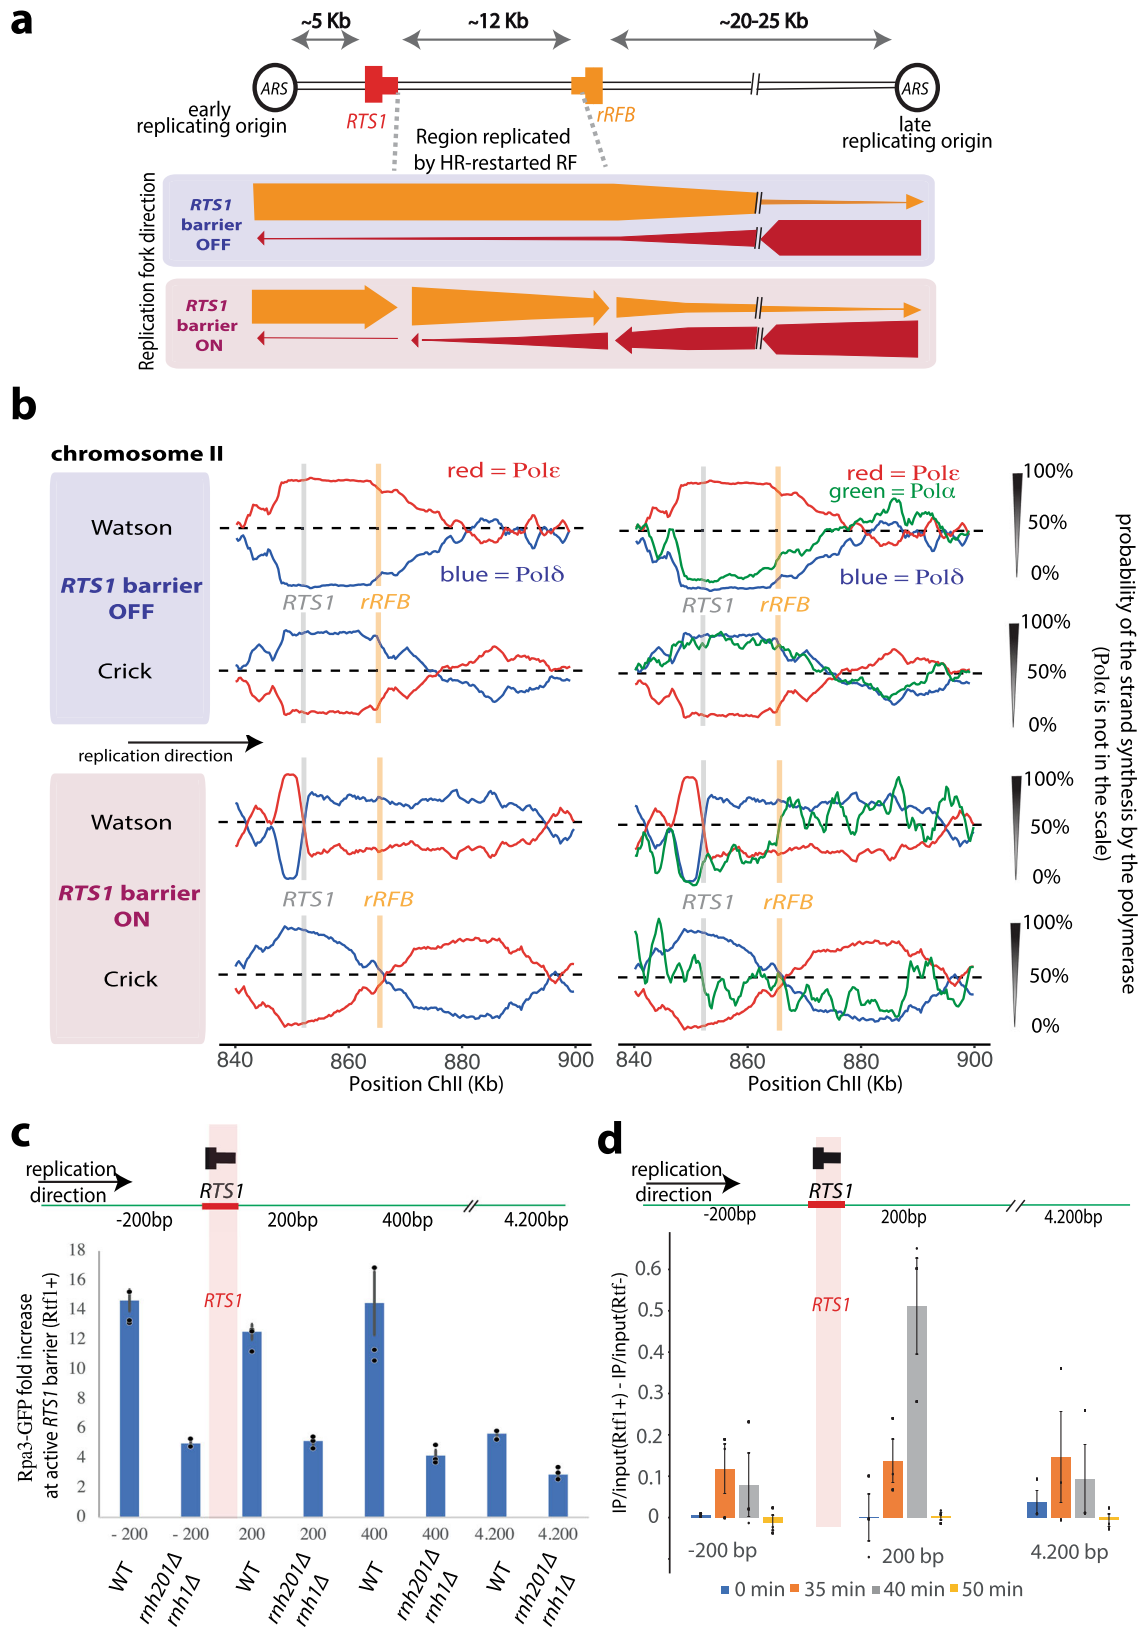 a
~5 Kb
~12 Kb
~20-25 Kb
ARS
ARS
early
replicating origin
RTS1
rRFB
late
replicating origin
Region replicated
by HR-restarted RF
Replication fork direction
RTS1
barrier
OFF
RTS1
barrier
ON
b
chromosome II
red = Polε
blue = Polδ
red = Polε
green = Polα
blue = Polδ
100%
50%
0%
Watson
RTS1 barrier
OFF
RTS1
rRFB
RTS1
rRFB
Crick
100%
50%
0%
replication direction
Watson
RTS1 barrier
ON
100%
50%
0%
RTS1
rRFB
RTS1
rRFB
Crick
100%
50%
0%
probability of the strand synthesis by the polymerase
(Polα is not in the scale)
840
860
880
900
Position ChII (Kb)
840
860
880
900
Position ChII (Kb)
c
replication
direction
RTS1
-200bp
200bp
400bp
4.200bp
Rpa3-GFP fold increase
at active RTS1 barrier (Rtf1+)
18
16
14
12
10
8
6
4
2
0
RTS1
- 200
- 200
200
200
400
400
4.200
4.200
WT
rnh201Δ
rnh1Δ
WT
rnh201Δ
rnh1Δ
WT
rnh201Δ
rnh1Δ
WT
rnh201Δ
rnh1Δ
d
replication
direction
RTS1
-200bp
200bp
4.200bp
IP/input(Rtf1+) - IP/input(Rtf-)
0.6
0.5
0.4
0.3
0.2
0.1
0
RTS1
-200 bp
200 bp
4.200 bp
0 min
35 min
40 min
50 min